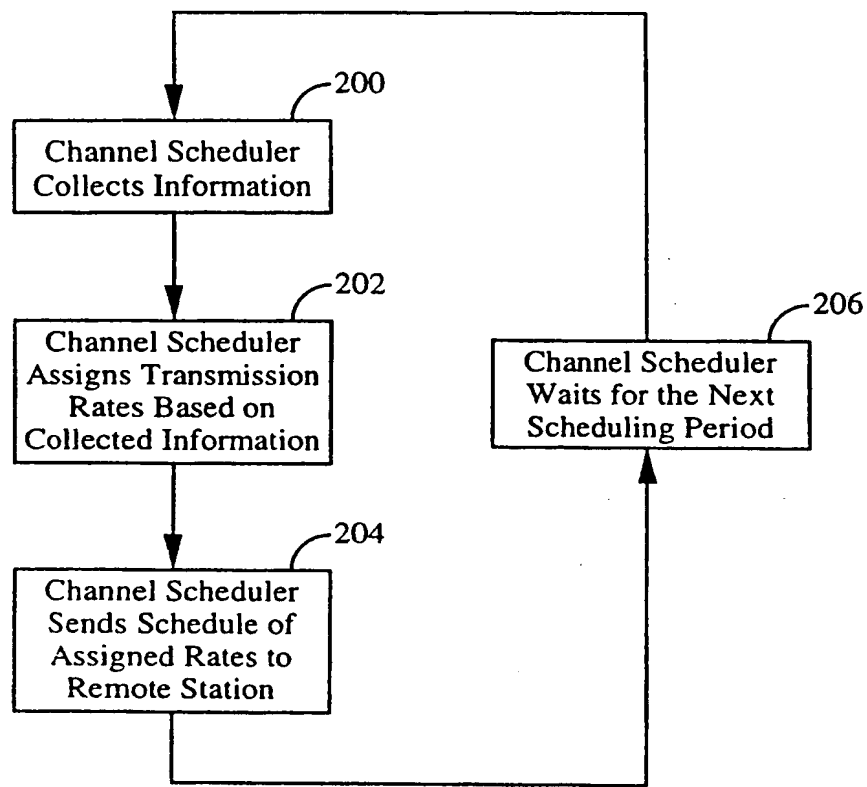 200
Channel Scheduler
Collects Information
202
Channel Scheduler
Assigns Transmission
Rates Based on
Collected Information
204
Channel Scheduler
Sends Schedule of
Assigned Rates to
Remote Station
206
Channel Scheduler
Waits for the Next
Scheduling Period